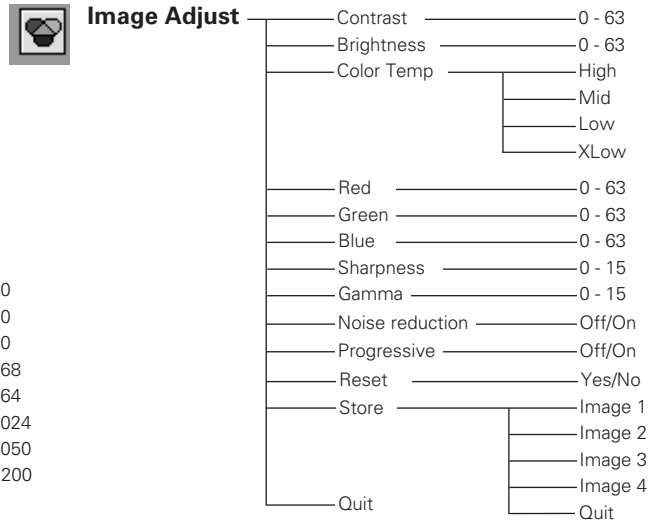 Image Adjust
Contrast 0 - 63
Brightness 0 - 63
Color Temp High
Mid
Low
XLow
Red 0 - 63
Green 0 - 63
Blue 0 - 63
Sharpness 0 - 15
Gamma 0 - 15
Noise reduction Off/On
Progressive Off/On
Reset Yes/No
Store Image 1
Image 2
Image 3
Image 4
Quit
Quit
0
0
0
68
64
024
050
200